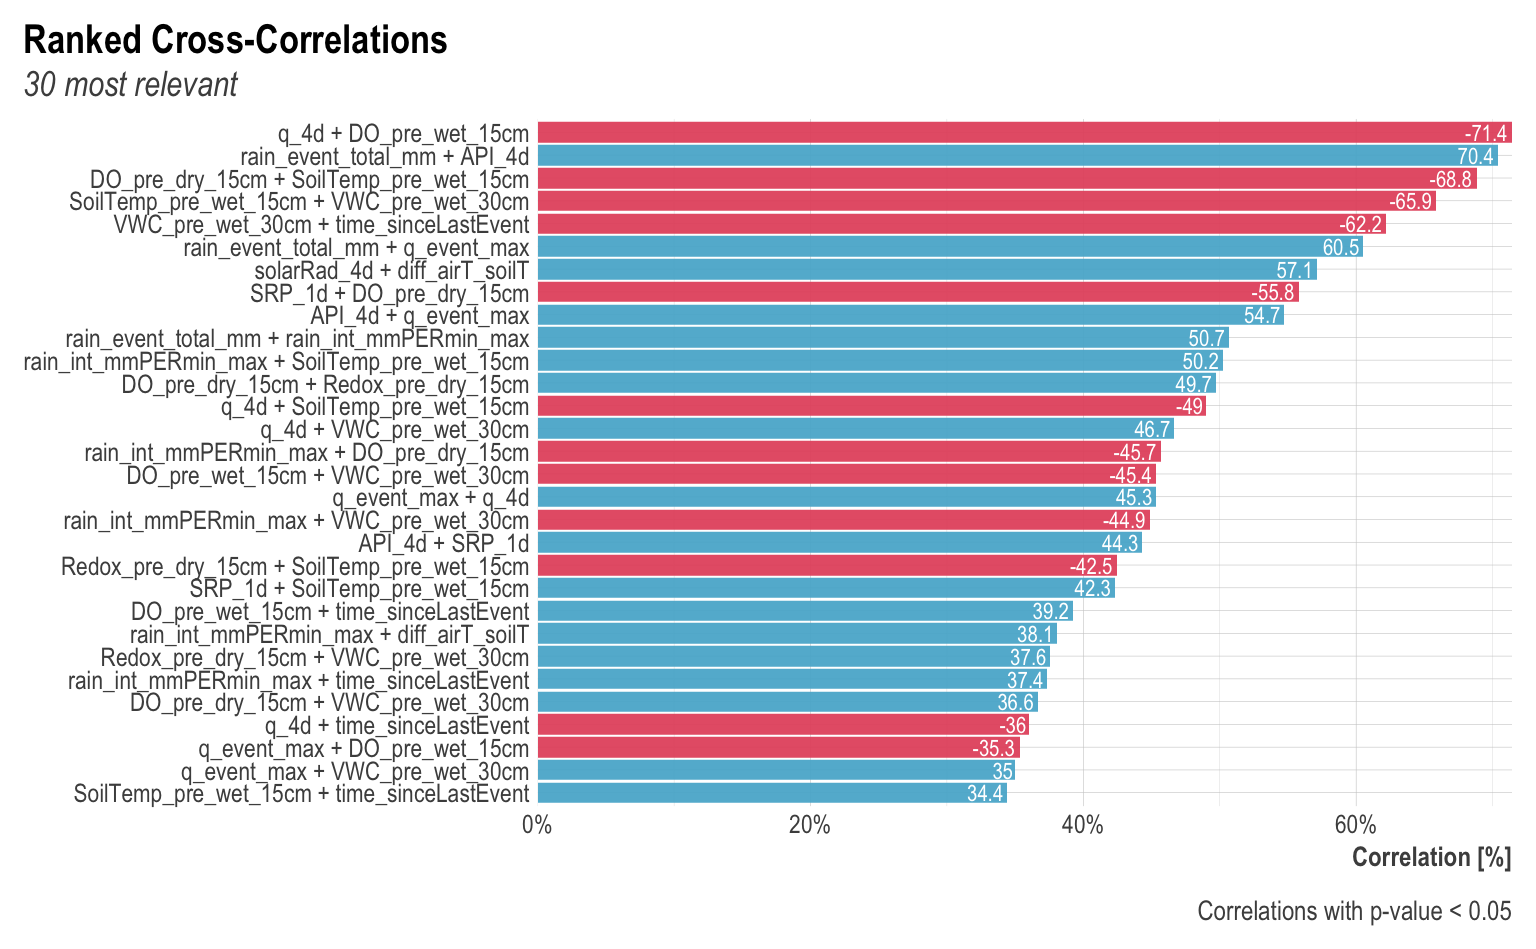 Ranked Cross-Correlations
30 most relevant
q_4d + DO_pre_wet_15cm -71.4
rain_event_total_mm + API_4d 70.4
DO_pre_dry_15cm + SoilTemp_pre_wet_15cm -68.8
SoilTemp_pre_wet_15cm + VWC_pre_wet_30cm -65.9
VWC_pre_wet_30cm + time_sinceLastEvent -62.2
rain_event_total_mm + q_event_max 60.5
solarRad_4d + diff_airT_soilT 57.1
SRP_1d + DO_pre_dry_15cm -55.8
API_4d + q_event_max 54.7
rain_event_total_mm + rain_int_mmPERmin_max 50.7
rain_int_mmPERmin_max + SoilTemp_pre_wet_15cm 50.2
DO_pre_dry_15cm + Redox_pre_dry_15cm 49.7
q_4d + SoilTemp_pre_wet_15cm -49
q_4d + VWC_pre_wet_30cm 46.7
rain_int_mmPERmin_max + DO_pre_dry_15cm -45.7
DO_pre_wet_15cm + VWC_pre_wet_30cm -45.4
q_event_max + q_4d 45.3
rain_int_mmPERmin_max + VWC_pre_wet_30cm -44.9
API_4d + SRP_1d 44.3
Redox_pre_dry_15cm + SoilTemp_pre_wet_15cm -42.5
SRP_1d + SoilTemp_pre_wet_15cm 42.3
DO_pre_wet_15cm + time_sinceLastEvent 39.2
rain_int_mmPERmin_max + diff_airT_soilT 38.1
Redox_pre_dry_15cm + VWC_pre_wet_30cm 37.6
rain_int_mmPERmin_max + time_sinceLastEvent 37.4
DO_pre_dry_15cm + VWC_pre_wet_30cm 36.6
q_4d + time_sinceLastEvent -36
q_event_max + DO_pre_wet_15cm -35.3
q_event_max + VWC_pre_wet_30cm 35
SoilTemp_pre_wet_15cm + time_sinceLastEvent 34.4
0% 20% 40% 60%
Correlation [%]
Correlations with p-value < 0.05